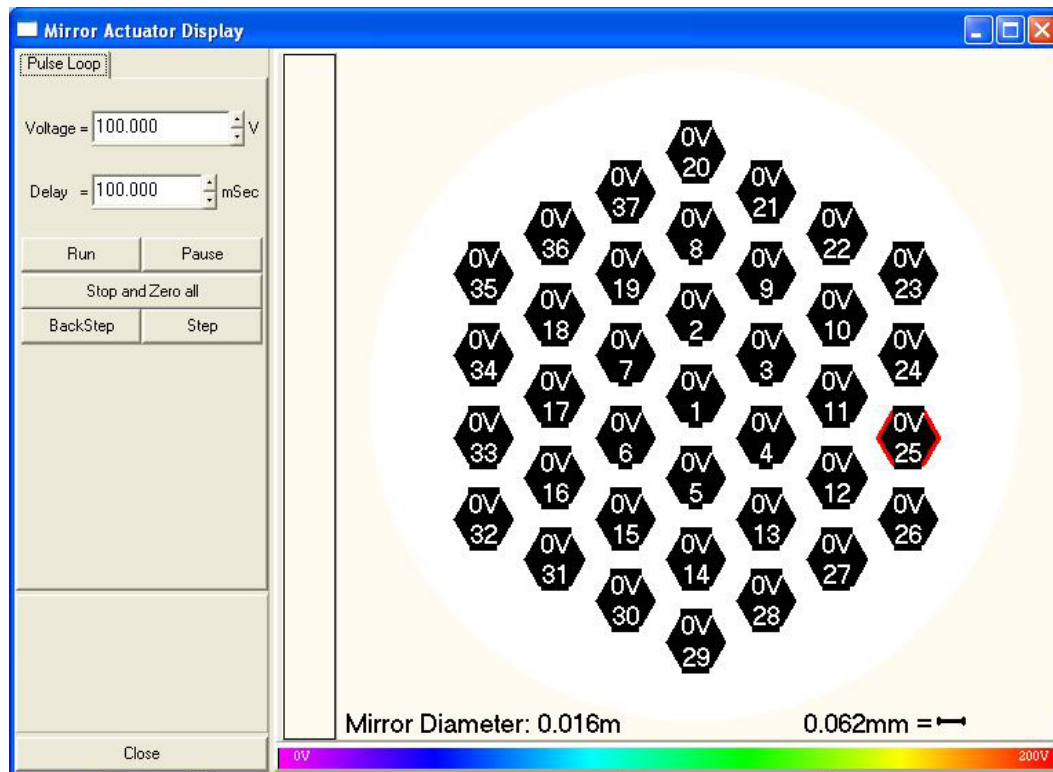 Mirror Actuator Display
Pulse Loop
Voltage = 100.000 V
Delay = 100.000 mSec
Run Pause
Stop and Zero all
BackStep Step
Close
0V
20
0V
37
0V
21
0V
36
0V
8
0V
22
0V
35
0V
19
0V
9
0V
23
0V
18
0V
2
0V
10
0V
34
0V
7
0V
3
0V
24
0V
17
0V
1
0V
11
0V
33
0V
6
0V
4
0V
25
0V
16
0V
5
0V
12
0V
32
0V
15
0V
13
0V
26
0V
31
0V
14
0V
27
0V
30
0V
28
0V
29
Mirror Diameter: 0.016m
0.062mm =
0V
200V